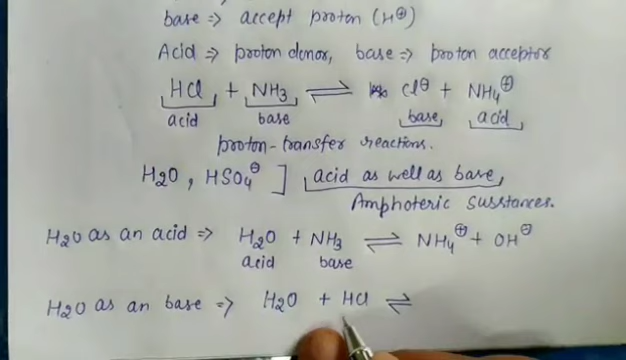 base => accept proton (H⊕)
Acid => proton donor, base => proton acceptor
HCl + NH3 ⇌ Cl⊖ + NH4⊕
acid base base acid
proton-transfer reactions.
H2O, HSO4⊖ ] acid as well as base,
Amphoteric Susstances.
H2O as an acid => H2O + NH3 ⇌ NH4⊕ + OH⊖
acid base
H2O as an base => H2O + HCl ⇌